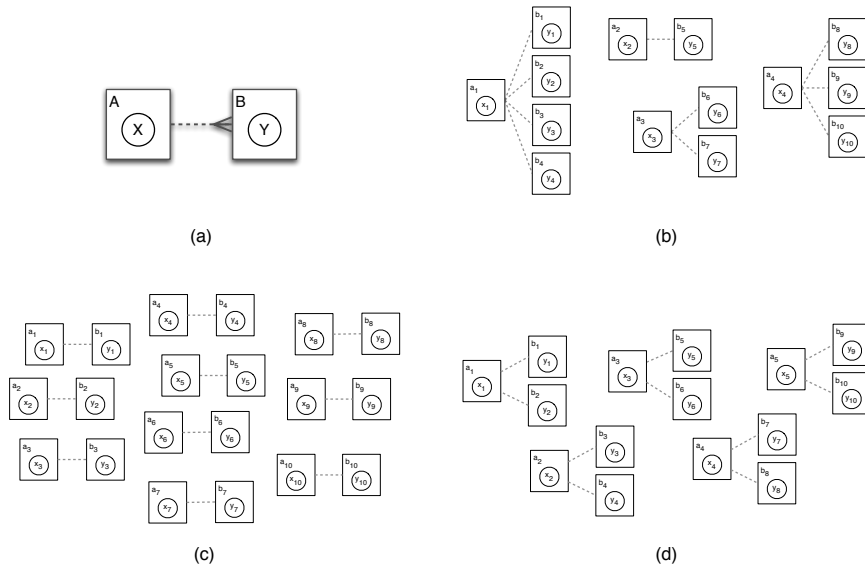 A B
X Y
(a)
b1
y1
b2
y2
a1
x1
b3
y3
b4
y4
a2 b5
x2 y5
b6
y6
a3
x3
b7
y7
b8
y8
a4 b9
x4 y9
b10
y10
(b)
a1 b1
x1 y1
a2 b2
x2 y2
a3 b3
x3 y3
a4 b4
x4 y4
a5 b5
x5 y5
a6 b6
x6 y6
a7 b7
x7 y7
a8 b8
x8 y8
a9 b9
x9 y9
a10 b10
x10 y10
(c)
b1
y1
a1
x1
b2
y2
b3
y3
a2
x2
b4
y4
b5
y5
a3
x3
b6
y6
b7
y7
a4
x4
b8
y8
b9
y9
a5
x5
b10
y10
(d)